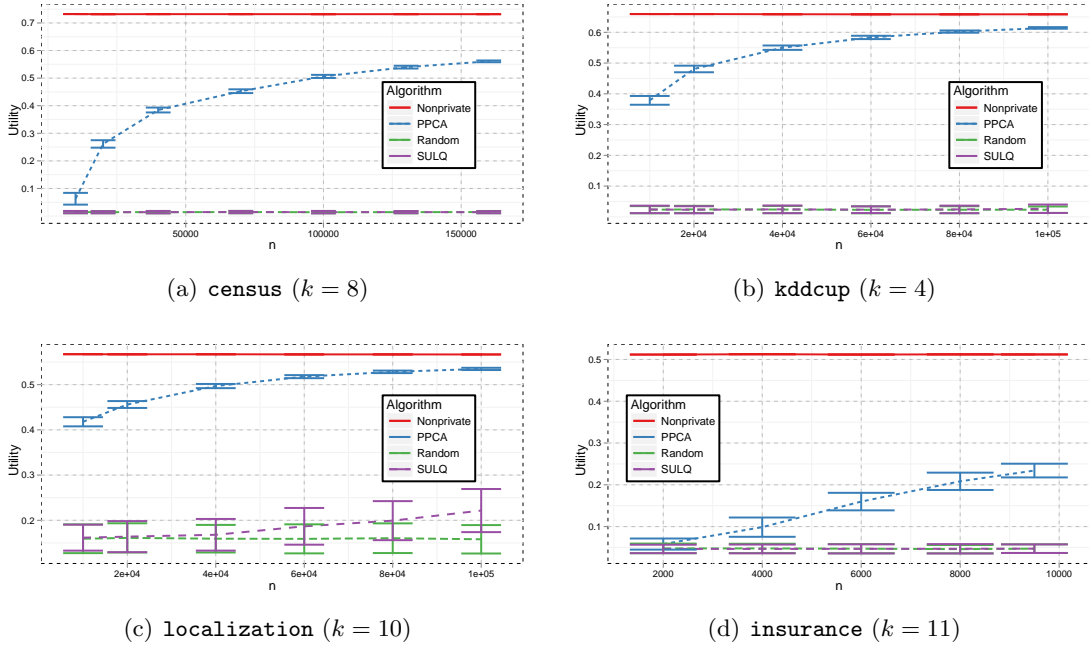 0.7
0.6
0.5
0.4
0.3
0.2
0.1
Utility
50000
100000
150000
n
Algorithm
Nonprivate
PPCA
Random
SULQ
(a) census (k = 8)
0.6
0.5
0.4
0.3
0.2
0.1
Utility
2e+04
4e+04
6e+04
8e+04
1e+05
n
Algorithm
Nonprivate
PPCA
Random
SULQ
(b) kddcup (k = 4)
0.5
0.4
0.3
0.2
Utility
2e+04
4e+04
6e+04
8e+04
1e+05
n
Algorithm
Nonprivate
PPCA
Random
SULQ
(c) localization (k = 10)
0.5
0.4
0.3
0.2
0.1
Utility
2000
4000
6000
8000
10000
n
Algorithm
Nonprivate
PPCA
Random
SULQ
(d) insurance (k = 11)